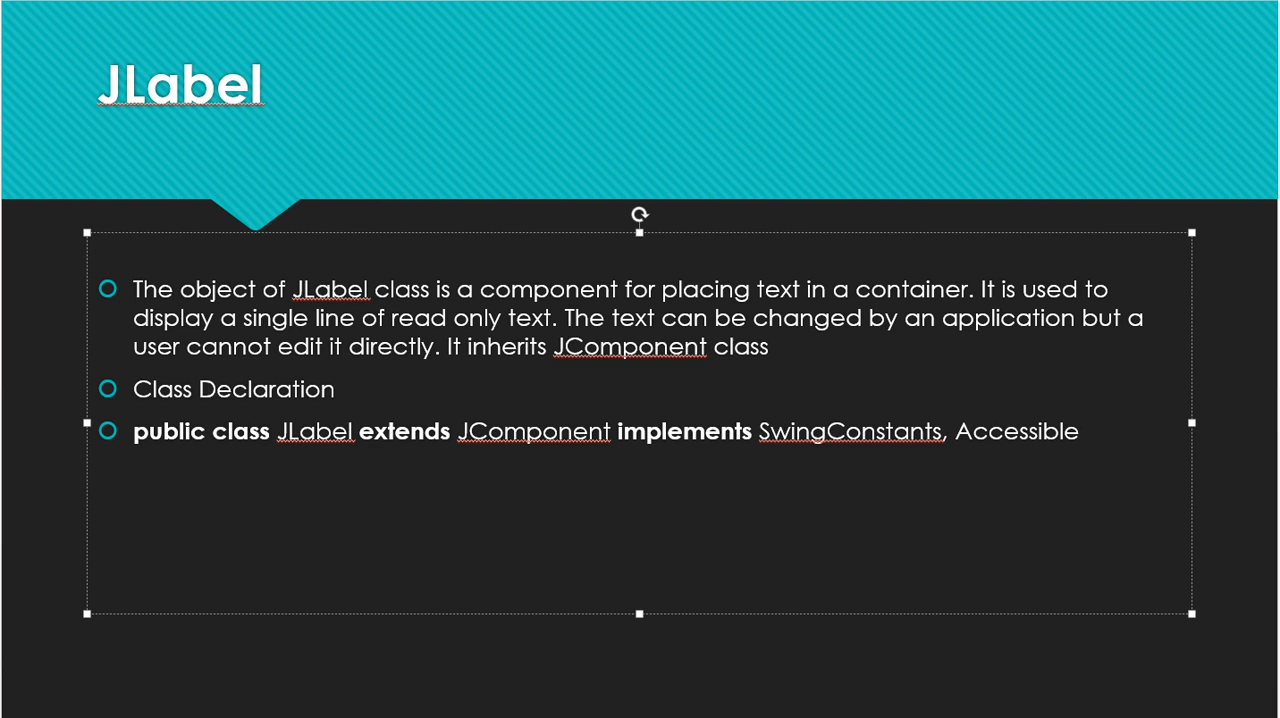 JLabel
The object of JLabel class is a component for placing text in a container. It is used to
display a single line of read only text. The text can be changed by an application but a
user cannot edit it directly. It inherits JComponent class
Class Declaration
public class JLabel extends JComponent implements SwingConstants, Accessible